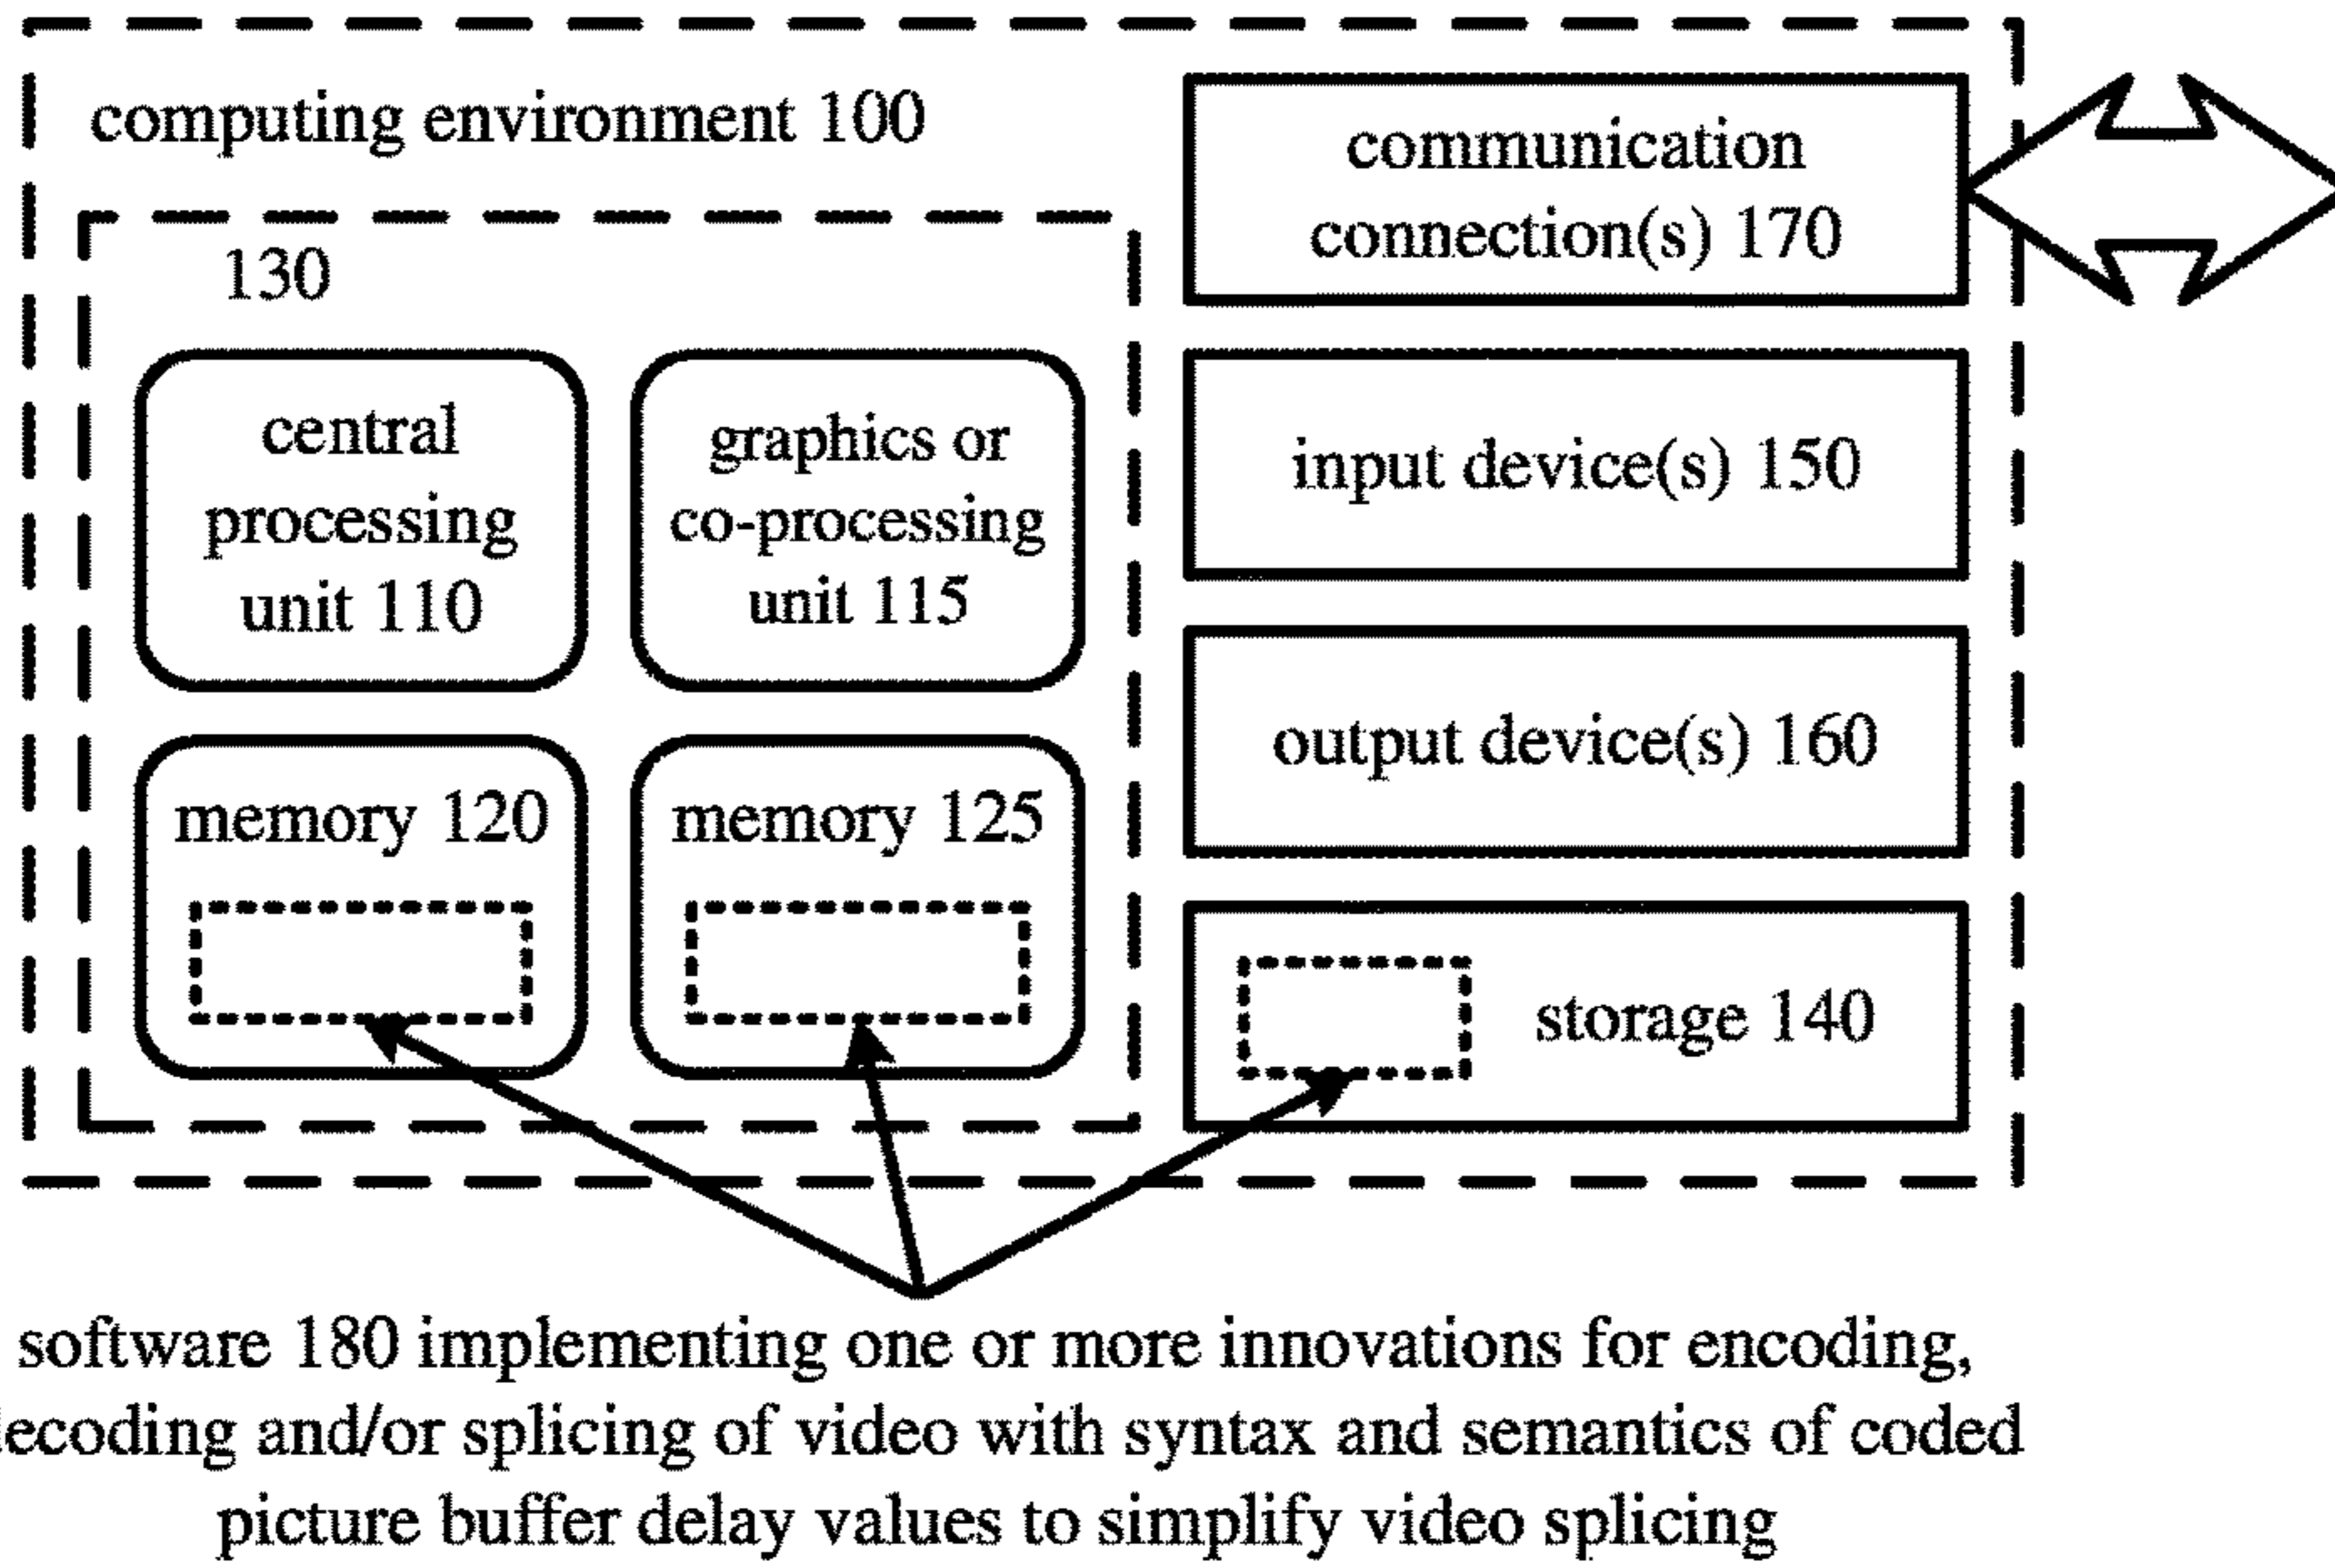 computing environment 100
communication
connection(s) 170
130
central
processing
unit 110
graphics or
co-processing
unit 115
input device(s) 150
output device(s) 160
memory 120
memory 125
storage 140
software 180 implementing one or more innovations for encoding,
and/or splicing of video with syntax and semantics of coded
picture buffer delay values to simplify video splicing